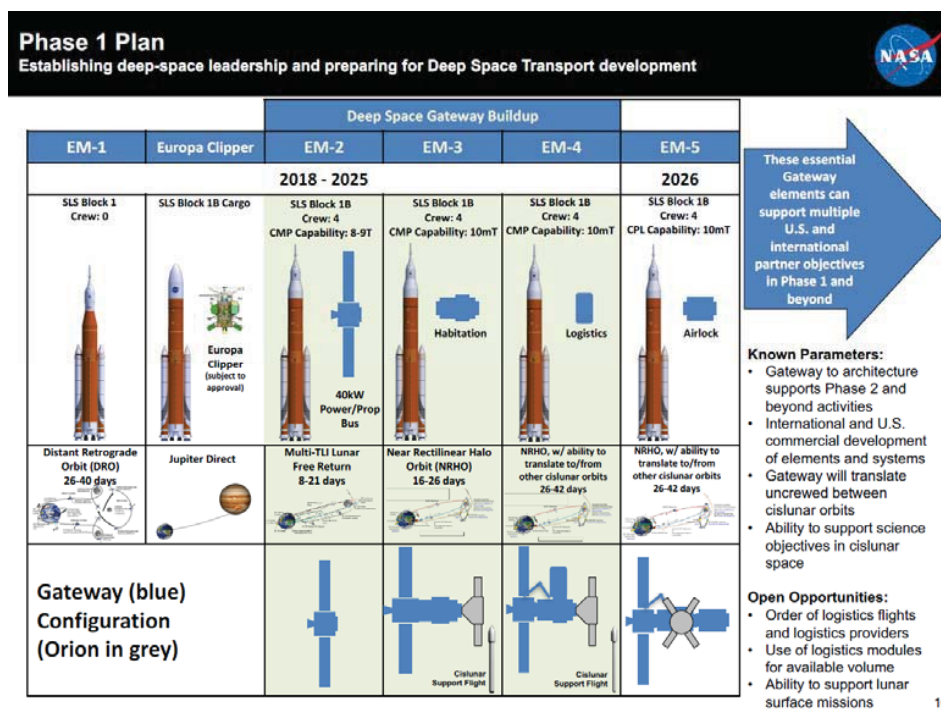 Phase 1 Plan
Establishing deep-space leadership and preparing for Deep Space Transport development
NASA
Deep Space Gateway Buildup
EM-1
Europa Clipper
EM-2
EM-3
EM-4
EM-5
2018 - 2025
2026
SLS Block 1
Crew: 0
SLS Block 1B Cargo
SLS Block 1B
Crew: 4
CMP Capability: 8-9T
SLS Block 1B
Crew: 4
CMP Capability: 10mT
SLS Block 1B
Crew: 4
CMP Capability: 10mT
SLS Block 1B
Crew: 4
CPL Capability: 10mT
Europa
Clipper
(subject to
approval)
40kW
Power/Prop
Bus
Habitation
Logistics
Airlock
Distant Retrograde
Orbit (DRO)
26-40 days
Jupiter Direct
Multi-TLI Lunar
Free Return
8-21 days
Near Rectilinear Halo
Orbit (NRHO)
16-26 days
NRHO, w/ ability to
translate to/from
other cislunar orbits
26-42 days
NRHO, w/ ability to
translate to/from
other cislunar orbits
26-42 days
Gateway (blue)
Configuration
(Orion in grey)
Cislunar
Support Flight
Cislunar
Support Flight
These essential
Gateway
elements can
support multiple
U.S. and
international
partner objectives
in Phase 1 and
beyond
Known Parameters:
• Gateway to architecture
supports Phase 2 and
beyond activities
• International and U.S.
commercial development
of elements and systems
• Gateway will translate
uncrewed between
cislunar orbits
• Ability to support science
objectives in cislunar
space
Open Opportunities:
• Order of logistics flights
and logistics providers
• Use of logistics modules
for available volume
• Ability to support lunar
surface missions
1